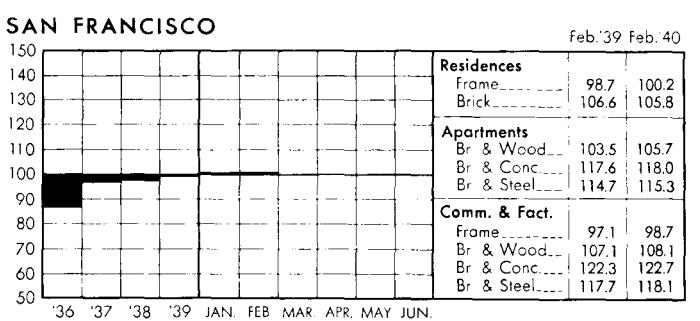 SAN FRANCISCO
Feb.'39 Feb.'40
150
140
130
120
110
100
90
80
70
60
50
'36 '37 '38 '39 JAN. FEB MAR. APR. MAY JUN.
Residences
Frame 98.7 100.2
Brick 106.6 105.8
Apartments
Br & Wood 103.5 105.7
Br & Conc. 117.6 118.0
Br & Steel 114.7 115.3
Comm. & Fact.
Frame 97.1 98.7
Br & Wood 107.1 108.1
Br & Conc. 122.3 122.7
Br & Steel 117.7 118.1